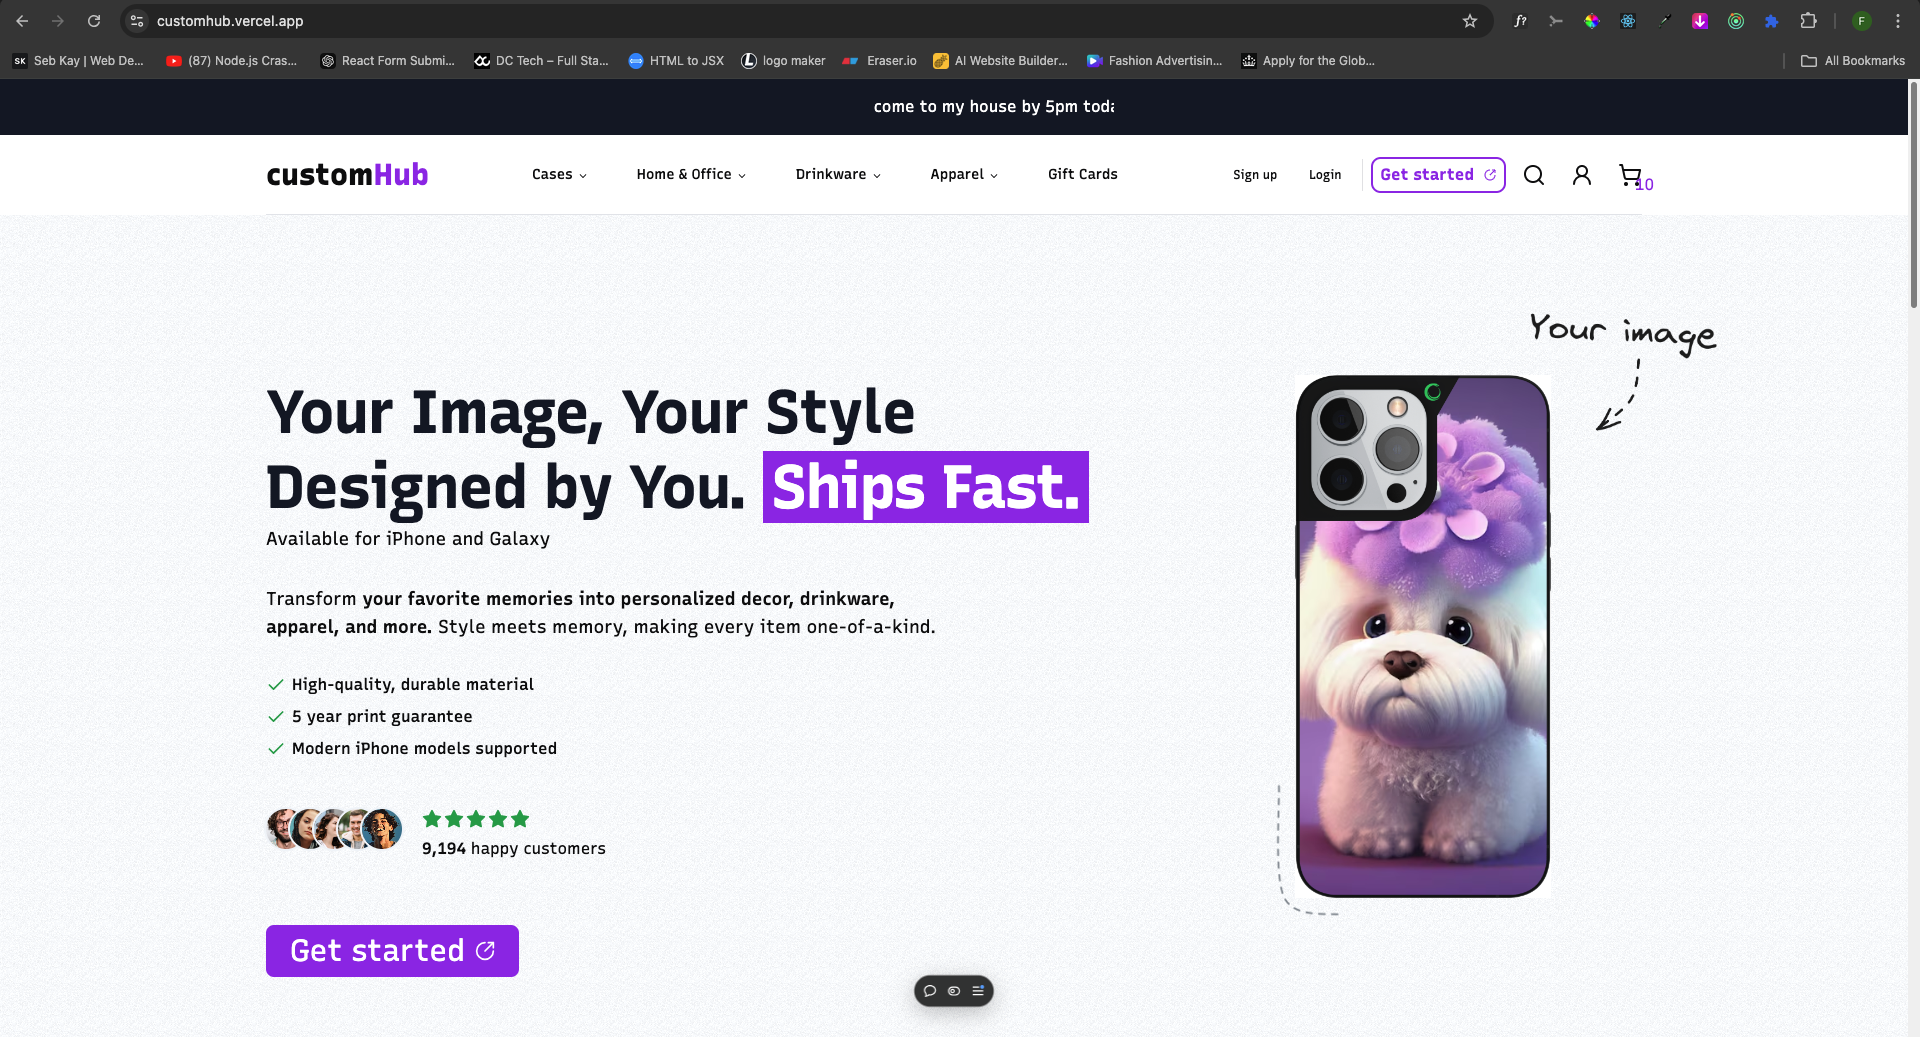 customhub.vercel.app
f?
F
SK Seb Kay | Web De...
(87) Node.js Cras...
React Form Submi...
DC Tech – Full Sta...
HTML to JSX
logo maker
Eraser.io
AI Website Builder...
Fashion Advertisin...
Apply for the Glob...
All Bookmarks
come to my house by 5pm toda
customHub
Cases
Home & Office
Drinkware
Apparel
Gift Cards
Sign up
Login
Get started
10
Your image
Your Image, Your Style
Designed by You. Ships Fast.
Available for iPhone and Galaxy
Transform your favorite memories into personalized decor, drinkware,
apparel, and more. Style meets memory, making every item one-of-a-kind.
High-quality, durable material
5 year print guarantee
Modern iPhone models supported
9,194 happy customers
Get started